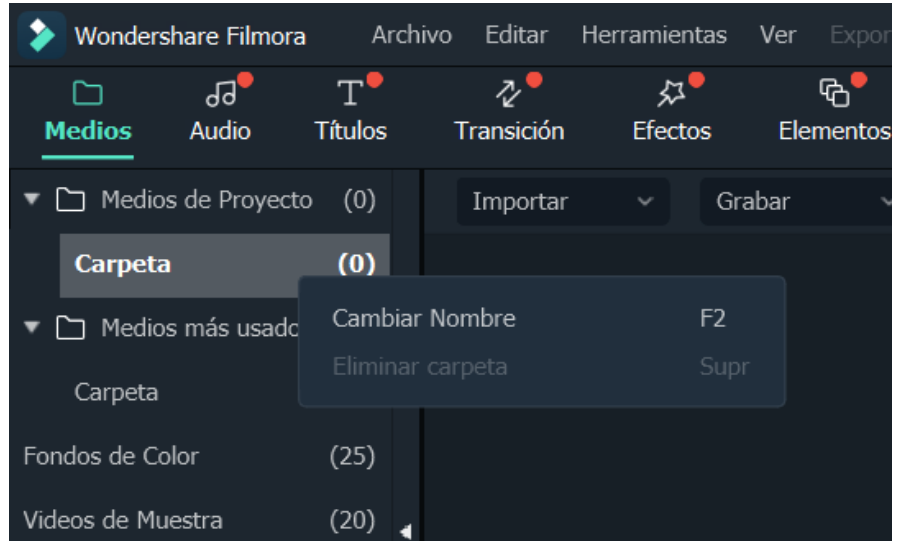 Wondershare Filmora Archivo Editar Herramientas Ver Expor
Medios Audio Títulos Transición Efectos Elementos
Medios de Proyecto (0) Importar Grabar
Carpeta (0)
Cambiar Nombre F2
Medios más usado
Eliminar carpeta Supr
Carpeta
Fondos de Color (25)
Videos de Muestra (20)